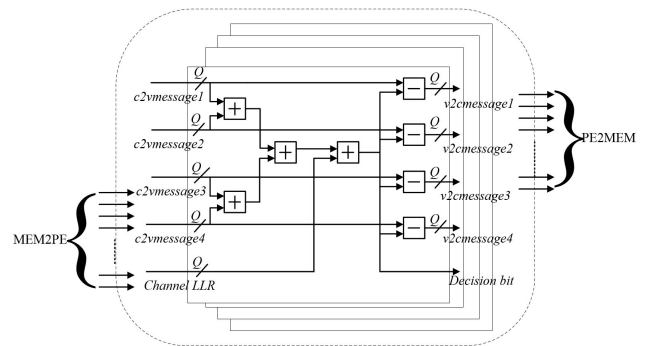 Q
c2vmessage1
Q
v2cmessage1
+
−
Q
c2vmessage2
Q
v2cmessage2
−
+
+
PE2MEM
Q
c2vmessage3
Q
v2cmessage3
+
−
MEM2PE
Q
c2vmessage4
Q
v2cmessage4
−
Q
Channel LLR
Decision bit